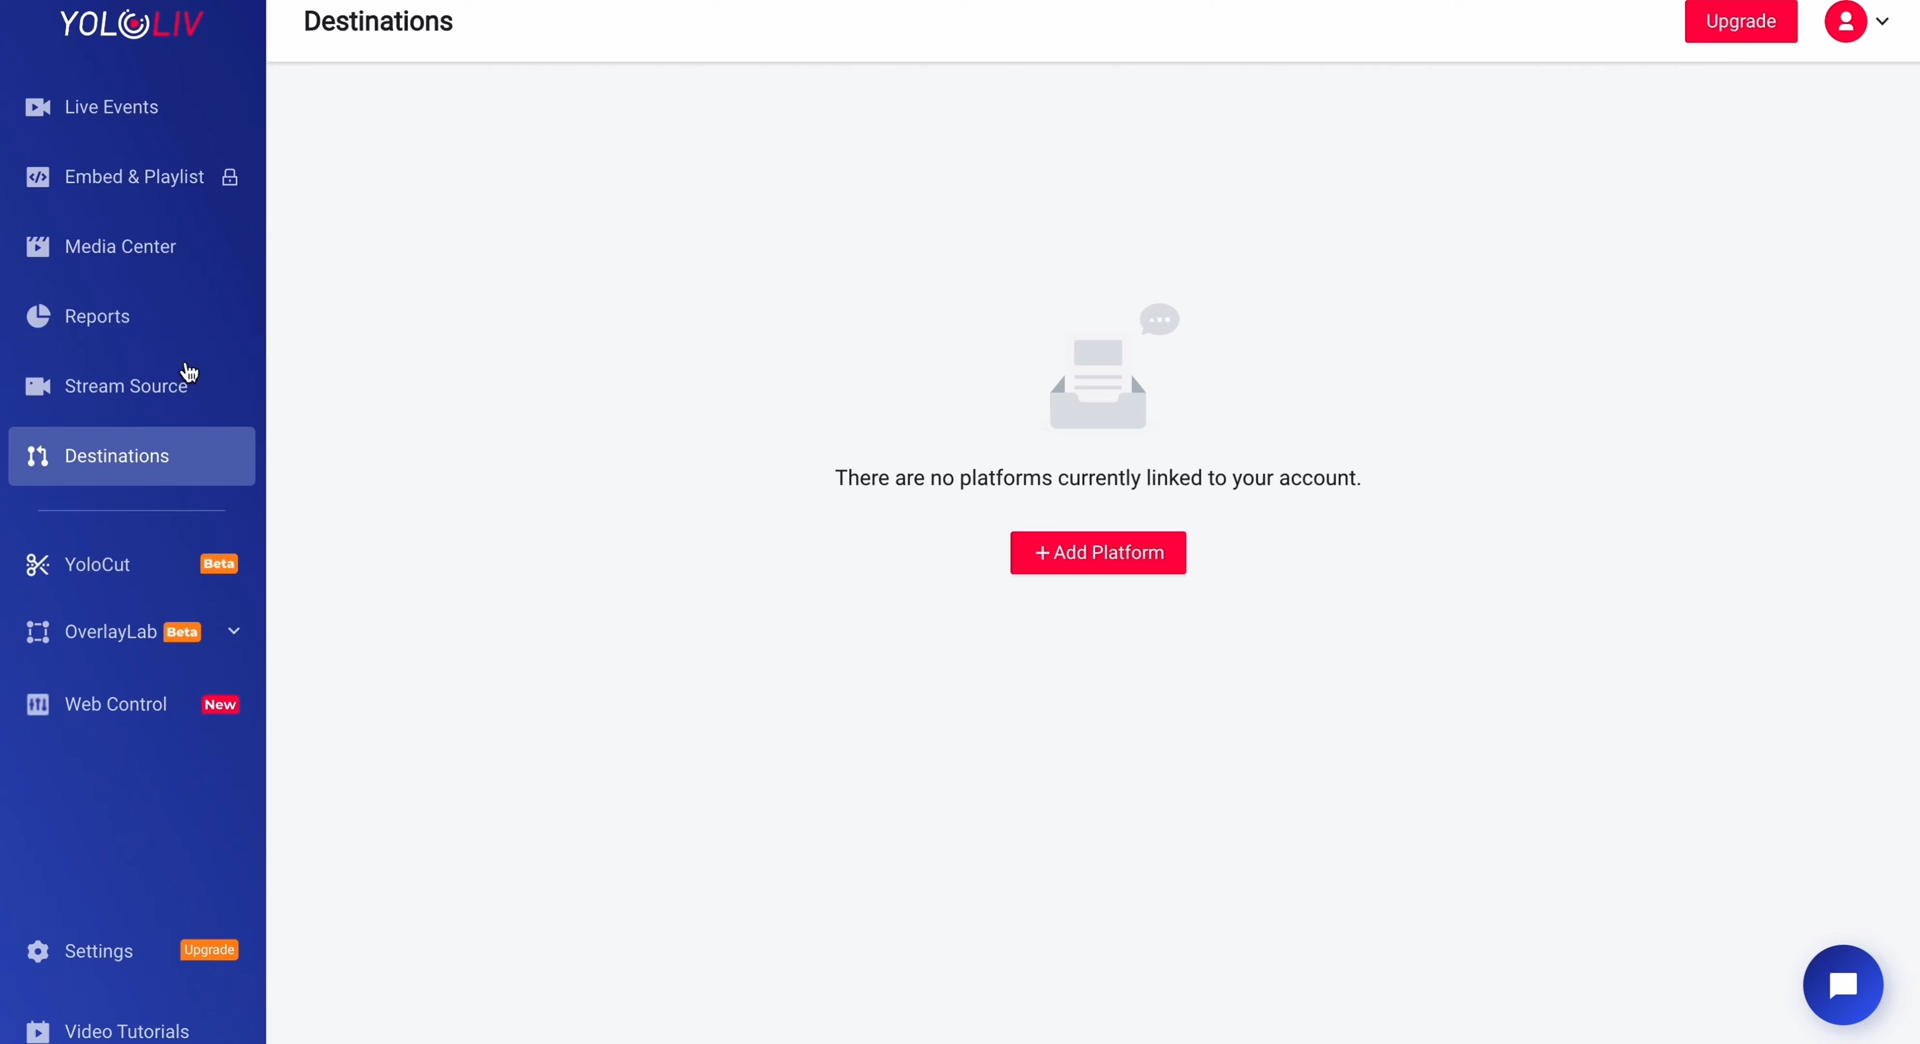 YOLOLIV
Destinations
Upgrade
Live Events
Embed & Playlist
Media Center
Reports
Stream Source
Destinations
There are no platforms currently linked to your account.
+ Add Platform
YoloCut Beta
OverlayLab Beta
Web Control New
Settings Upgrade
Video Tutorials